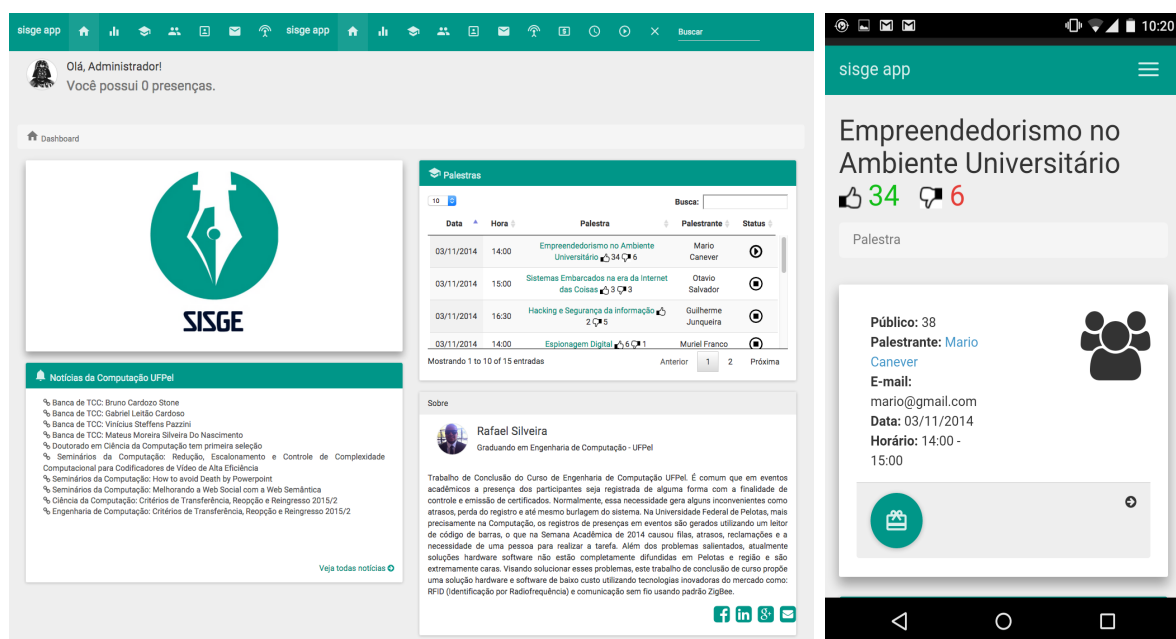 sisge app
sisge app
Buscar
Olá, Administrador!
Você possui 0 presenças.
Dashboard
SISGE
Notícias da Computação UFPel
Banca de TCC: Bruno Cardozo Stone
Banca de TCC: Gabriel Leitão Cardoso
Banca de TCC: Vinícius Steffens Pazzini
Banca de TCC: Mateus Moreira Silveira Do Nascimento
Doutorado em Ciência da Computação tem primeira seleção
Seminários da Computação: Redução, Escalonamento e Controle de Complexidade
Computacional para Codificadores de Vídeo de Alta Eficiência
Seminários da Computação: How to avoid Death by Powerpoint
Seminários da Computação: Melhorando a Web Social com a Web Semântica
Ciência da Computação: Critérios de Transferência, Reopção e Reingresso 2015/2
Engenharia de Computação: Critérios de Transferência, Reopção e Reingresso 2015/2
Veja todas notícias
Palestras
10
Busca:
Data Hora Palestra Palestrante Status
03/11/2014 14:00 Empreendedorismo no Ambiente Universitário 34 6 Mario Canever
03/11/2014 15:00 Sistemas Embarcados na era da Internet das Coisas 3 3 Otavio Salvador
03/11/2014 16:30 Hacking e Segurança da informação 2 5 Guilherme Junqueira
03/11/2014 14:00 Espionagem Digital 6 1 Muriel Franco
Mostrando 1 to 10 of 15 entradas
Anterior 1 2 Próxima
Sobre
Rafael Silveira
Graduando em Engenharia de Computação - UFPel
Trabalho de Conclusão do Curso de Engenharia de Computação UFPel. É comum que em eventos
acadêmicos a presença dos participantes seja registrada de alguma forma com a finalidade de
controle e emissão de certificados. Normalmente, essa necessidade gera alguns inconvenientes como
atrasos, perda do registro e até mesmo burlagem do sistema. Na Universidade Federal de Pelotas, mais
precisamente na Computação, os registros de presenças em eventos são gerados utilizando um leitor
de código de barras, o que na Semana Acadêmica de 2014 causou filas, atrasos, reclamações e a
necessidade de uma pessoa para realizar a tarefa. Além dos problemas salientados, atualmente
soluções hardware software não estão completamente difundidas em Pelotas e região e são
extremamente caras. Visando solucionar esses problemas, este trabalho de conclusão de curso propõe
uma solução hardware e software de baixo custo utilizando tecnologias inovadoras do mercado como:
RFID (Identificação por Radiofrequência) e comunicação sem fio usando padrão ZigBee.
10:20
sisge app
Empreendedorismo no
Ambiente Universitário
34 6
Palestra
Público: 38
Palestrante: Mario
Canever
E-mail:
mario@gmail.com
Data: 03/11/2014
Horário: 14:00 -
15:00